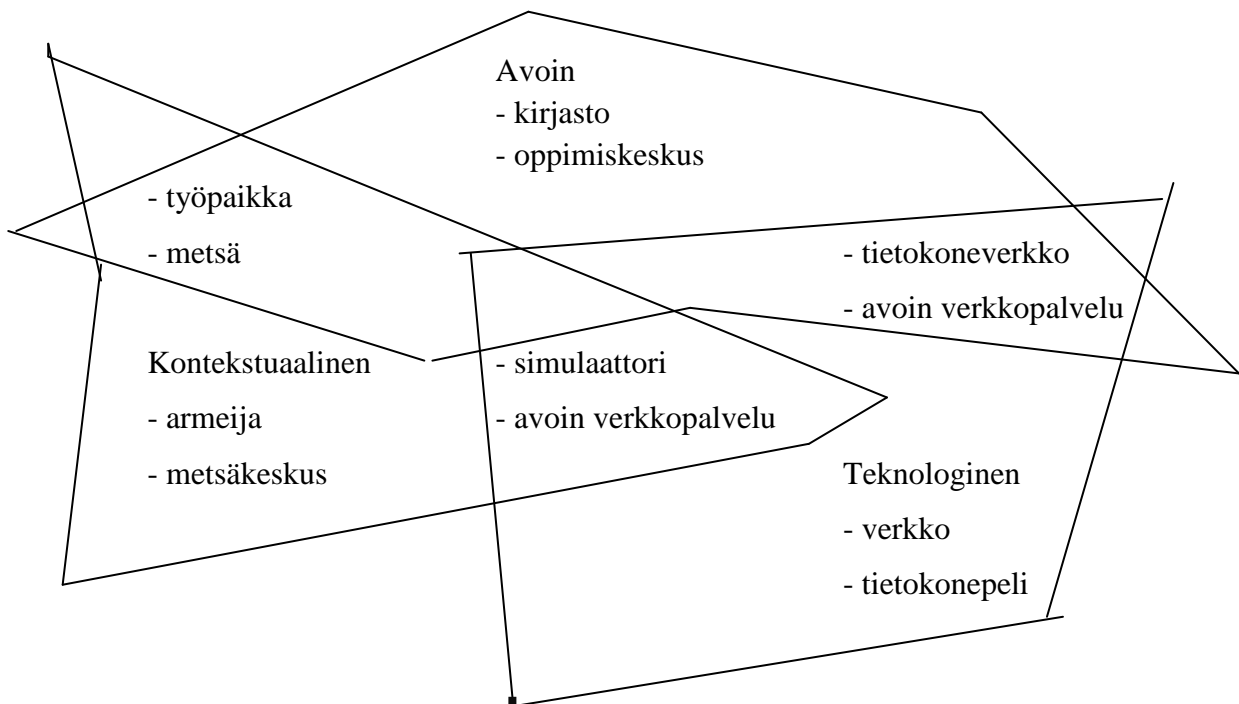 Avoin
- kirjasto
- oppimiskeskus
- työpaikka
- metsä
- tietokoneverkko
- avoin verkkopalvelu
Kontekstuaalinen
- armeija
- metsäkeskus
- simulaattori
- avoin verkkopalvelu
Teknologinen
- verkko
- tietokonepeli